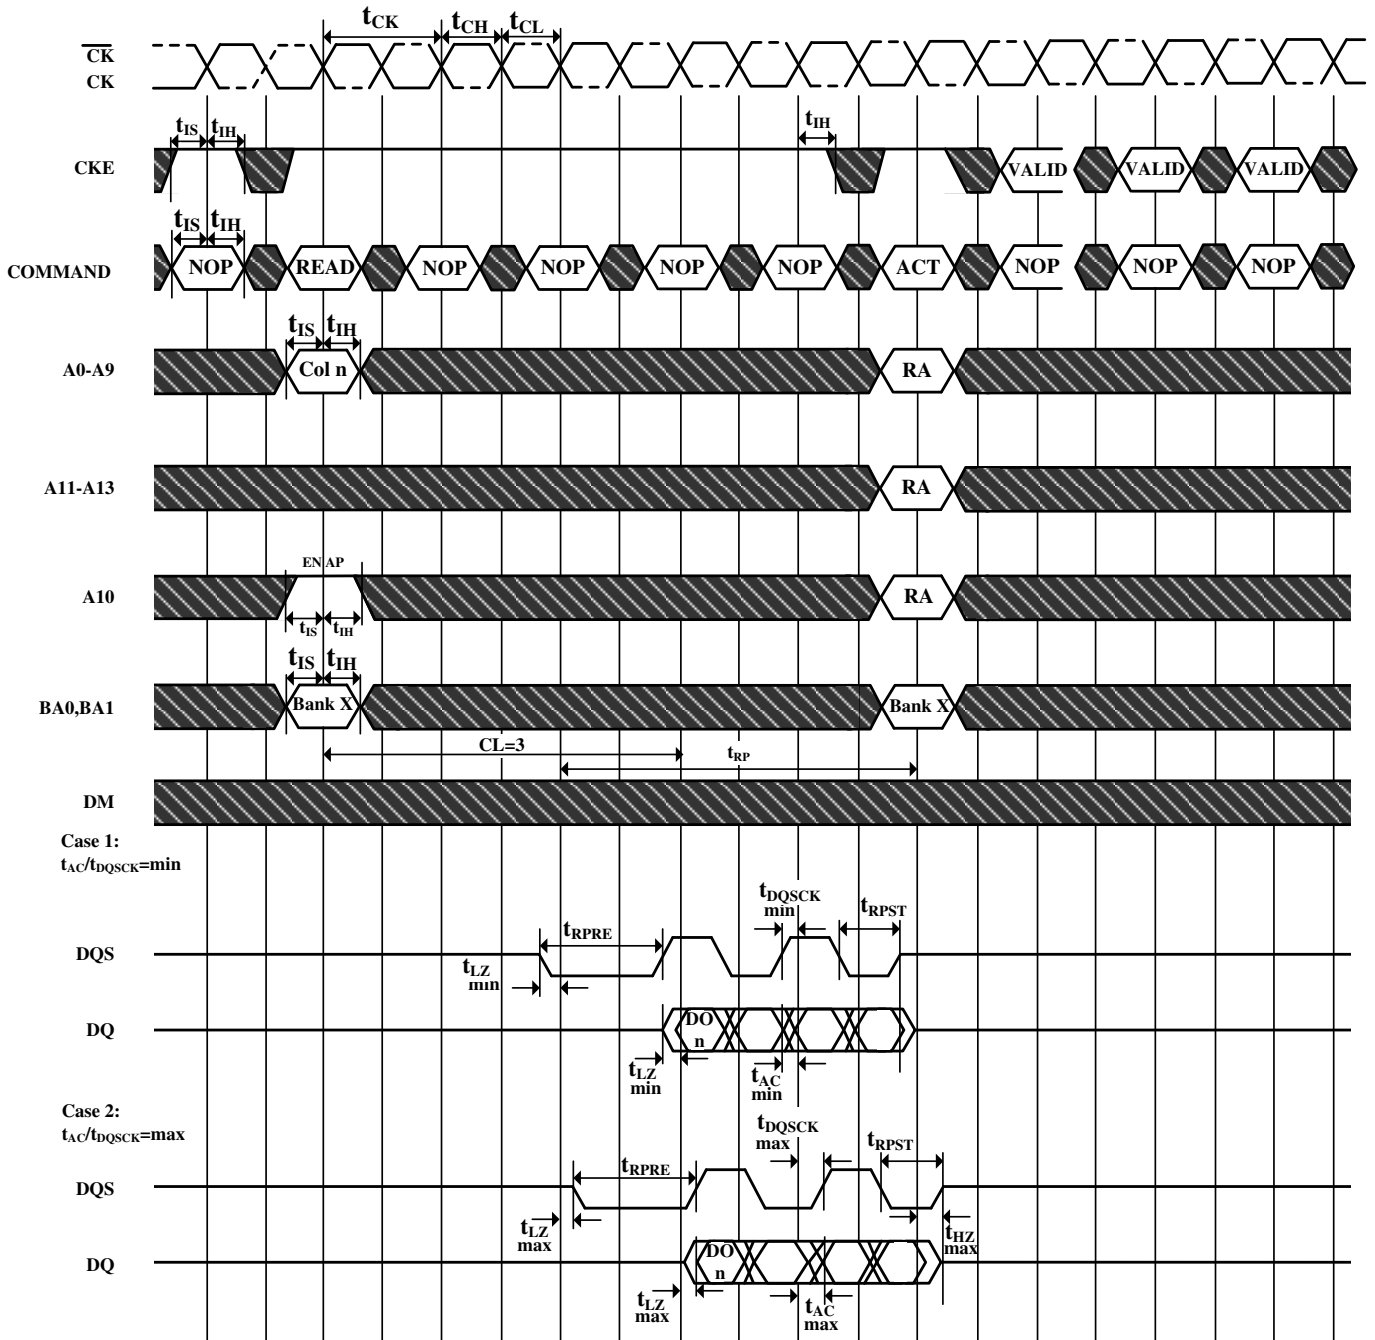 tCK tCH tCL
CK
CK
tIS tIH tIH
CKE VALID VALID VALID
tIS tIH
COMMAND NOP READ NOP NOP NOP NOP ACT NOP NOP NOP
tIS tIH
A0-A9 Col n RA
A11-A13 RA
EN AP
A10 RA
tIS tIH
tIS tIH
BA0,BA1 Bank X Bank X
CL=3 tRP
DM
Case 1:
tAC/tDQSCK=min
tDQSCK
min
tRPST
tRPRE
DQS
tLZ
min
DQ DO
n
tLZ
min
tAC
min
Case 2:
tAC/tDQSCK=max
tDQSCK
max
tRPST
tRPRE
DQS
tLZ
max
tHZ
max
DQ DO
n
tLZ
max
tAC
max